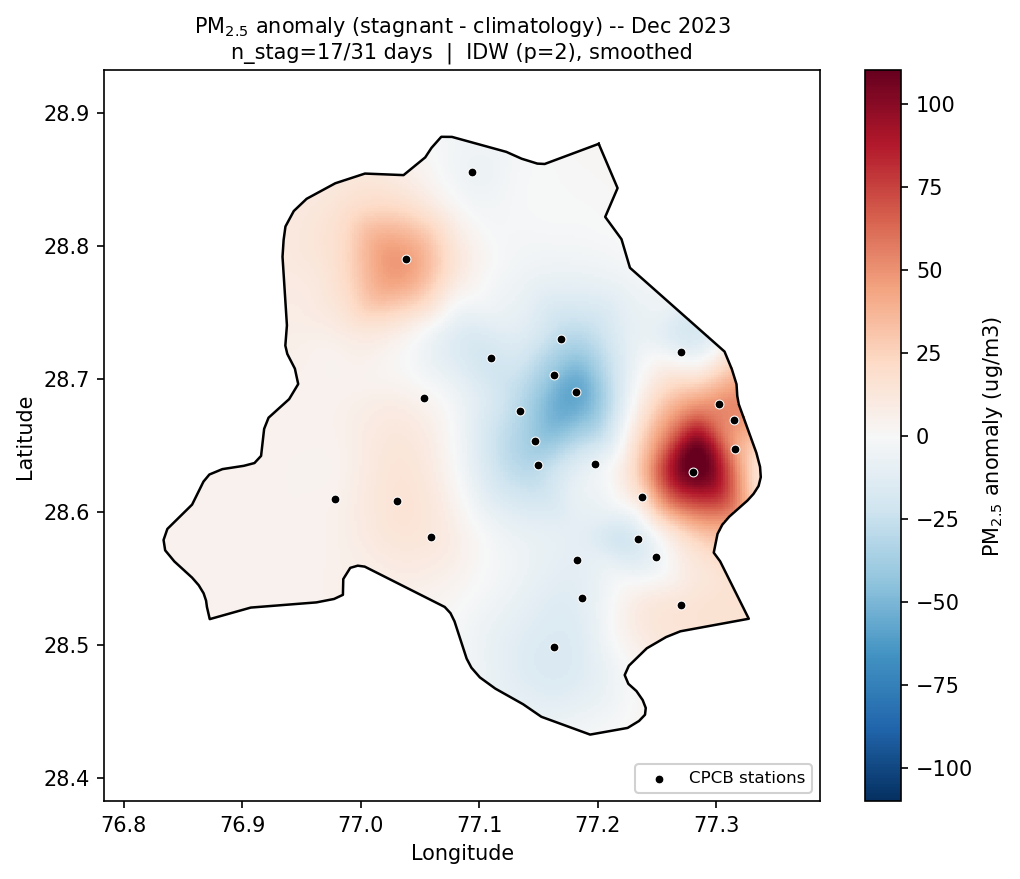 PM2.5 anomaly (stagnant - climatology) -- Dec 2023
n_stag=17/31 days | IDW (p=2), smoothed
28.9
28.8
28.7
28.6
28.5
28.4
Latitude
76.8 76.9 77.0 77.1 77.2 77.3
Longitude
CPCB stations
100
75
50
25
0
−25
−50
−75
−100
PM2.5 anomaly (ug/m3)